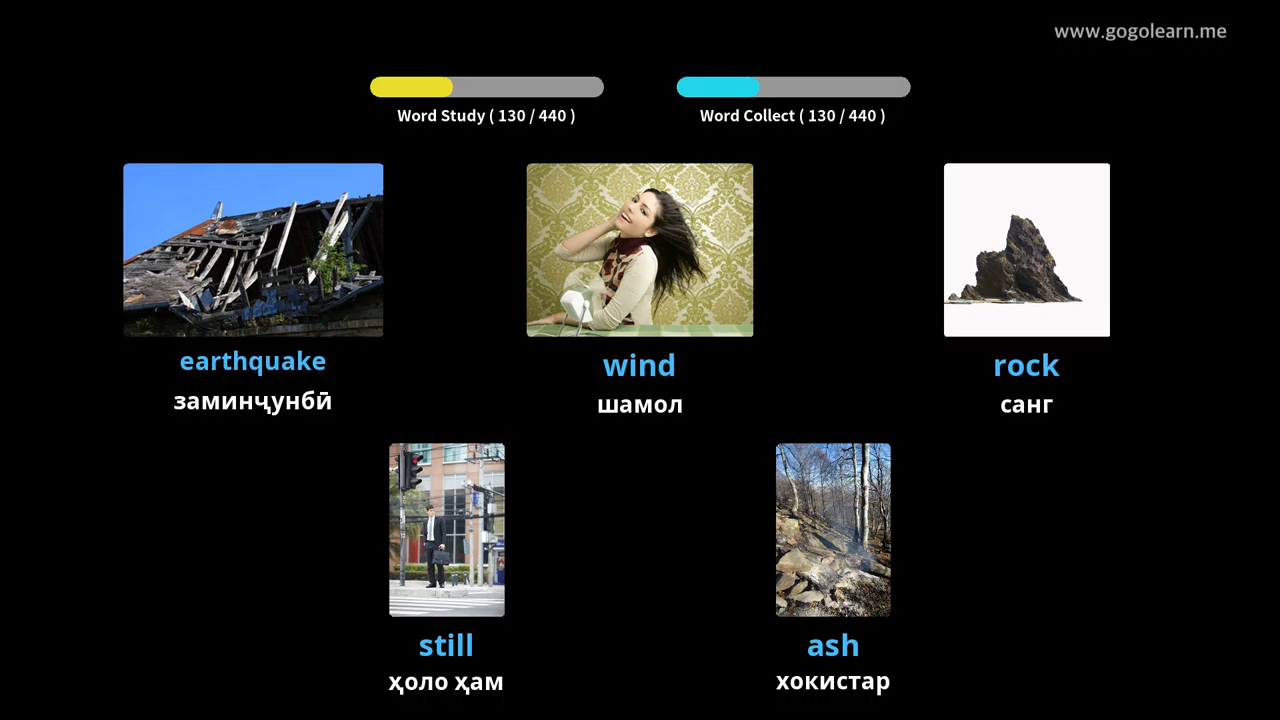 www.gogolearn.me
Word Study ( 130 / 440 )
Word Collect ( 130 / 440 )
earthquake
заминҷунбӣ
wind
шамол
rock
санг
still
ҳоло ҳам
ash
хокистар